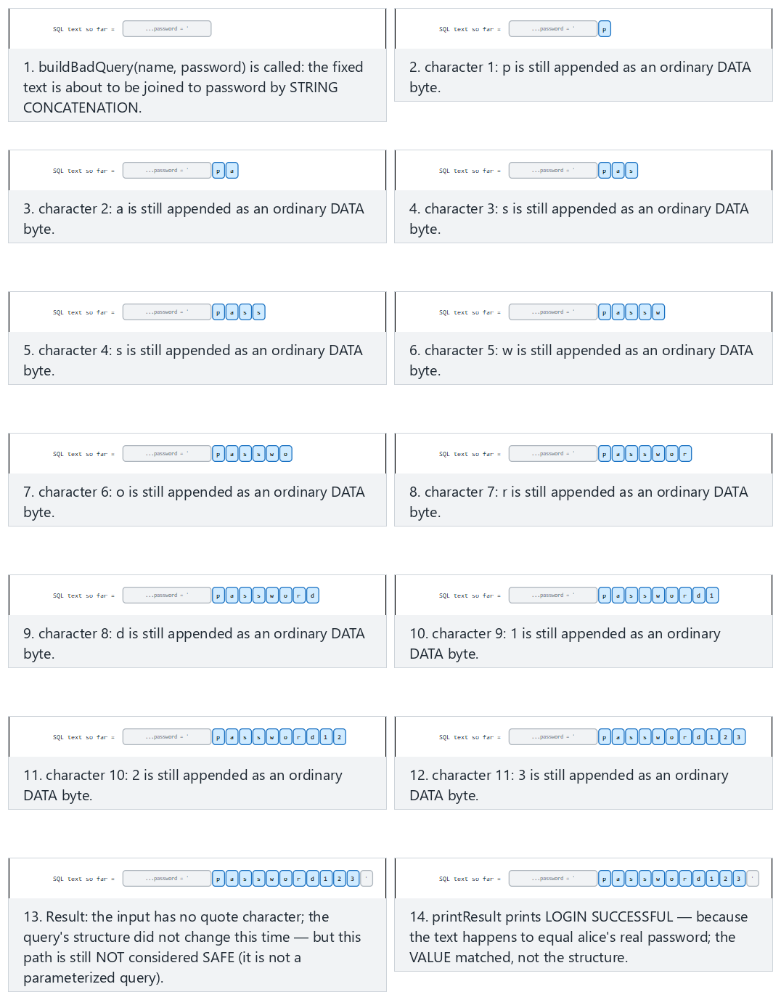 SQL text so far = ...password = ' 
1. buildBadQuery(name, password) is called: the fixed
text is about to be joined to password by STRING
CONCATENATION.
SQL text so far = ...password = ' p
2. character 1: p is still appended as an ordinary DATA
byte.
SQL text so far = ...password = ' p a
3. character 2: a is still appended as an ordinary DATA
byte.
SQL text so far = ...password = ' p a s
4. character 3: s is still appended as an ordinary DATA
byte.
SQL text so far = ...password = ' p a s s
5. character 4: s is still appended as an ordinary DATA
byte.
SQL text so far = ...password = ' p a s s w
6. character 5: w is still appended as an ordinary DATA
byte.
SQL text so far = ...password = ' p a s s w o
7. character 6: o is still appended as an ordinary DATA
byte.
SQL text so far = ...password = ' p a s s w o r
8. character 7: r is still appended as an ordinary DATA
byte.
SQL text so far = ...password = ' p a s s w o r d
9. character 8: d is still appended as an ordinary DATA
byte.
SQL text so far = ...password = ' p a s s w o r d 1
10. character 9: 1 is still appended as an ordinary
DATA byte.
SQL text so far = ...password = ' p a s s w o r d 1 2
11. character 10: 2 is still appended as an ordinary
DATA byte.
SQL text so far = ...password = ' p a s s w o r d 1 2 3
12. character 11: 3 is still appended as an ordinary
DATA byte.
SQL text so far = ...password = ' p a s s w o r d 1 2 3 '
13. Result: the input has no quote character; the
query's structure did not change this time — but this
path is still NOT considered SAFE (it is not a
parameterized query).
SQL text so far = ...password = ' p a s s w o r d 1 2 3 '
14. printResult prints LOGIN SUCCESSFUL — because
the text happens to equal alice's real password; the
VALUE matched, not the structure.